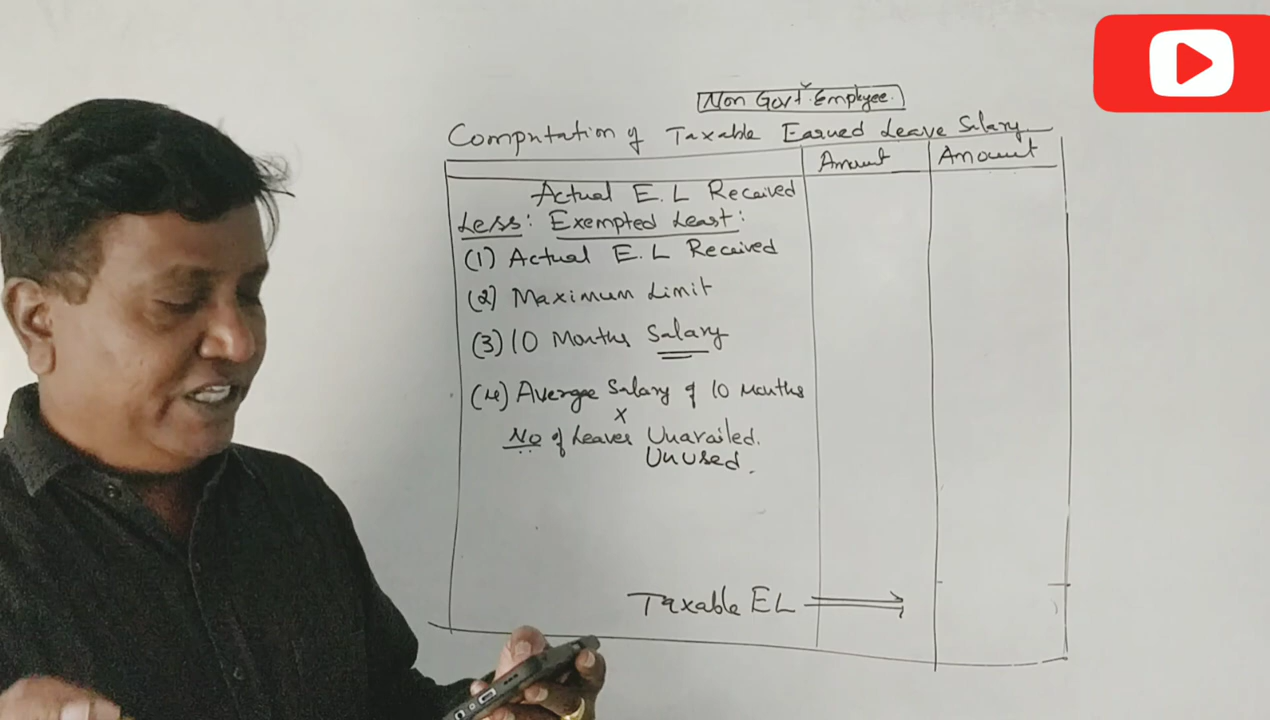 Non Govt. Employee.
Computation of Taxable Earned Leave Salary
Amount Amount
Actual E.L Received
Less: Exempted Least:
(1) Actual E.L Received
(2) Maximum Limit
(3) 10 Months Salary
(4) Average Salary of 10 Months
x
No of Leaves Unavailed.
Unused.
Taxable EL